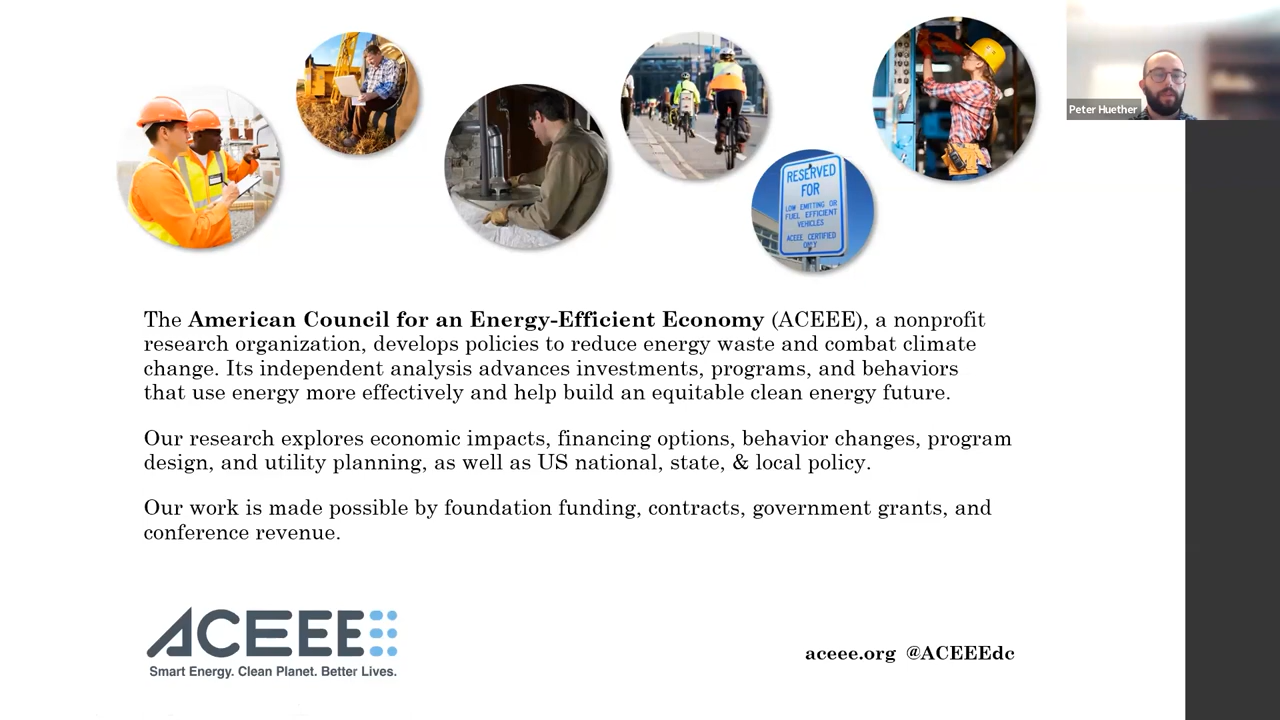 Peter Huether
RESERVED
FOR
LOW EMITTING OR
FUEL EFFICIENT
VEHICLES
ACEEE CERTIFIED
ONLY
The American Council for an Energy-Efficient Economy (ACEEE), a nonprofit
research organization, develops policies to reduce energy waste and combat climate
change. Its independent analysis advances investments, programs, and behaviors
that use energy more effectively and help build an equitable clean energy future.
Our research explores economic impacts, financing options, behavior changes, program
design, and utility planning, as well as US national, state, & local policy.
Our work is made possible by foundation funding, contracts, government grants, and
conference revenue.
ACEEE
Smart Energy. Clean Planet. Better Lives.
aceee.org @ACEEEdc